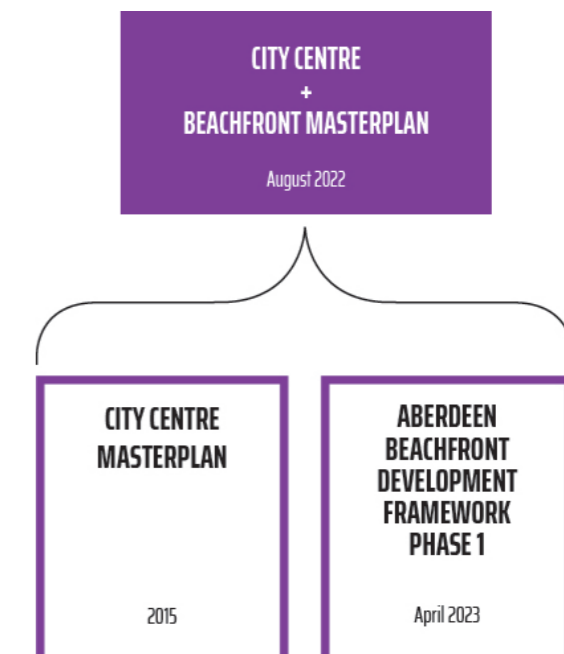 CITY CENTRE
+
BEACHFRONT MASTERPLAN
August 2022
CITY CENTRE
MASTERPLAN
2015
ABERDEEN
BEACHFRONT
DEVELOPMENT
FRAMEWORK
PHASE 1
April 2023